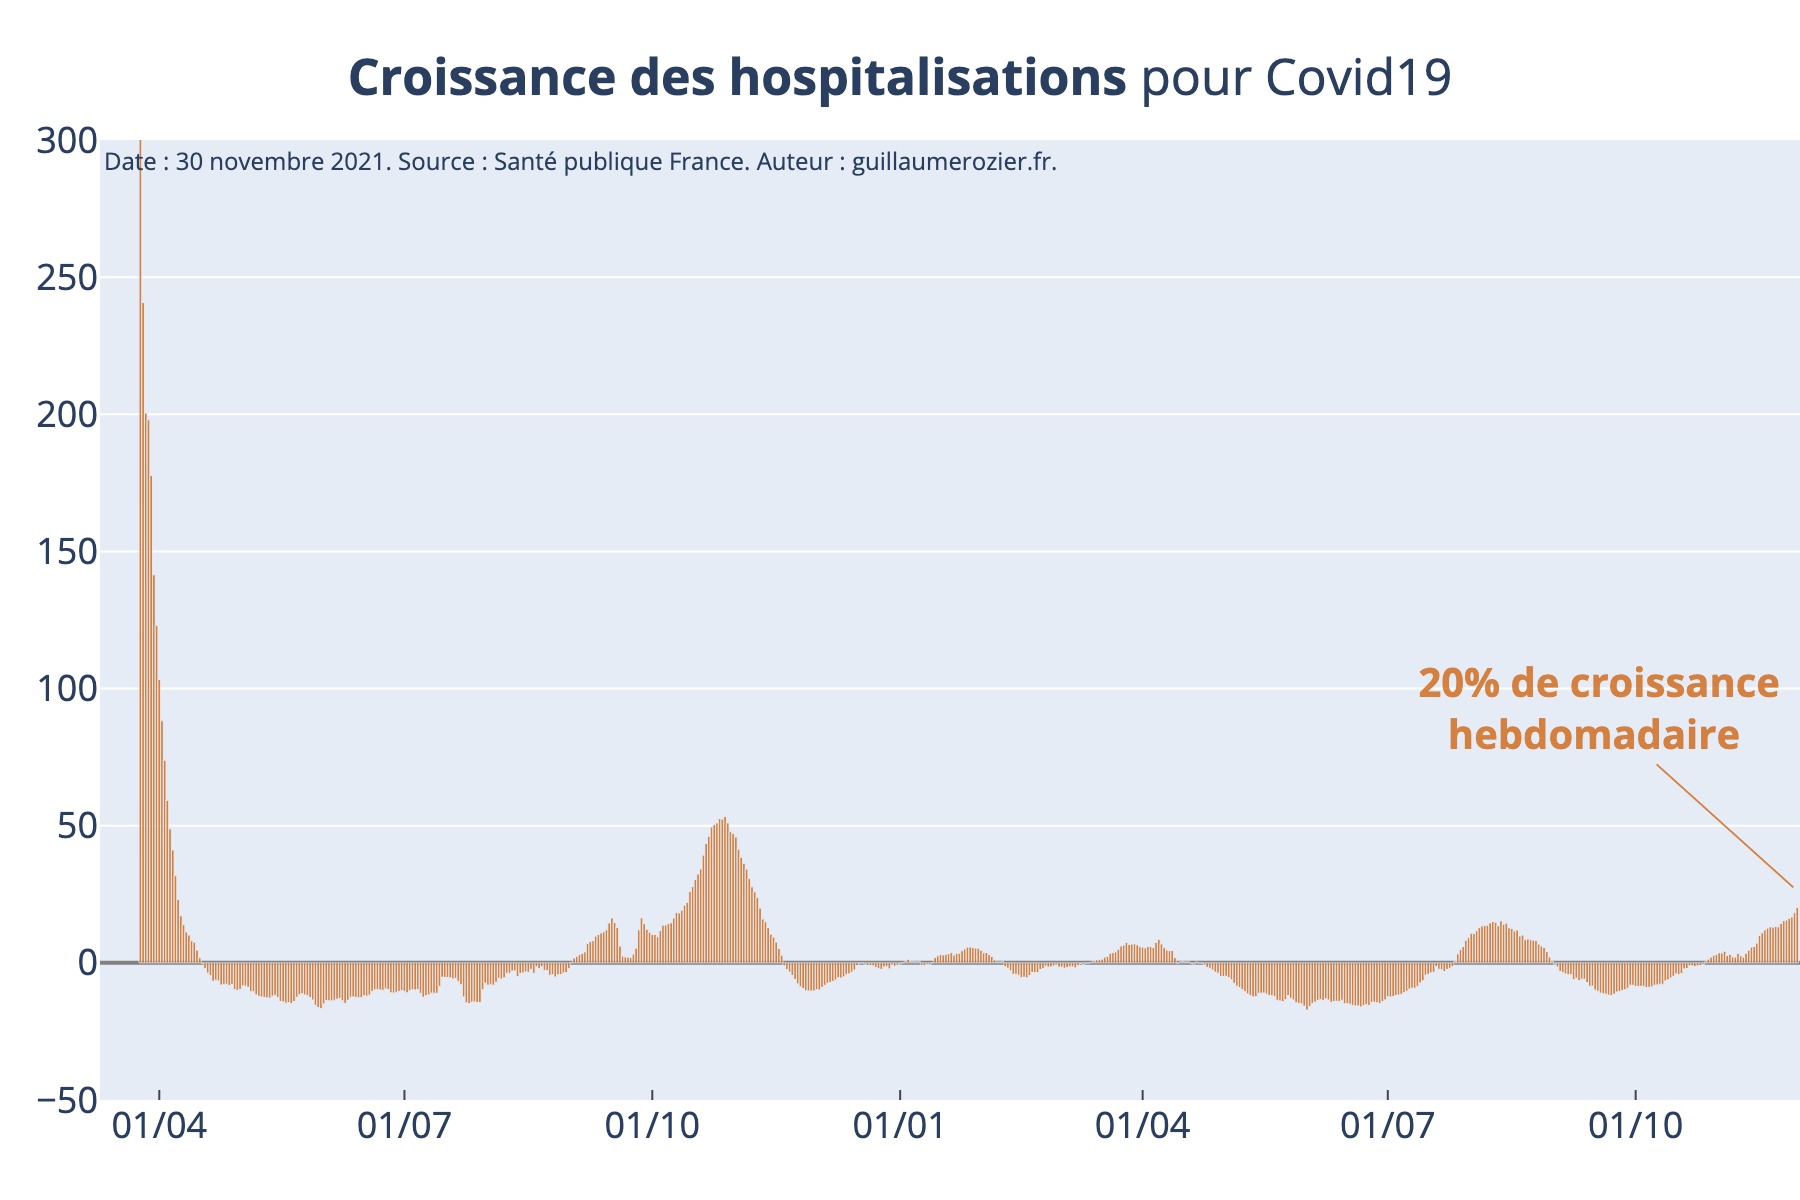 Croissance des hospitalisations pour Covid19
300
Date : 30 novembre 2021. Source : Santé publique France. Auteur : guillaumerozier.fr.
250
200
150
100
20% de croissance
hebdomadaire
50
0
−50
01/04 01/07 01/10 01/01 01/04 01/07 01/10